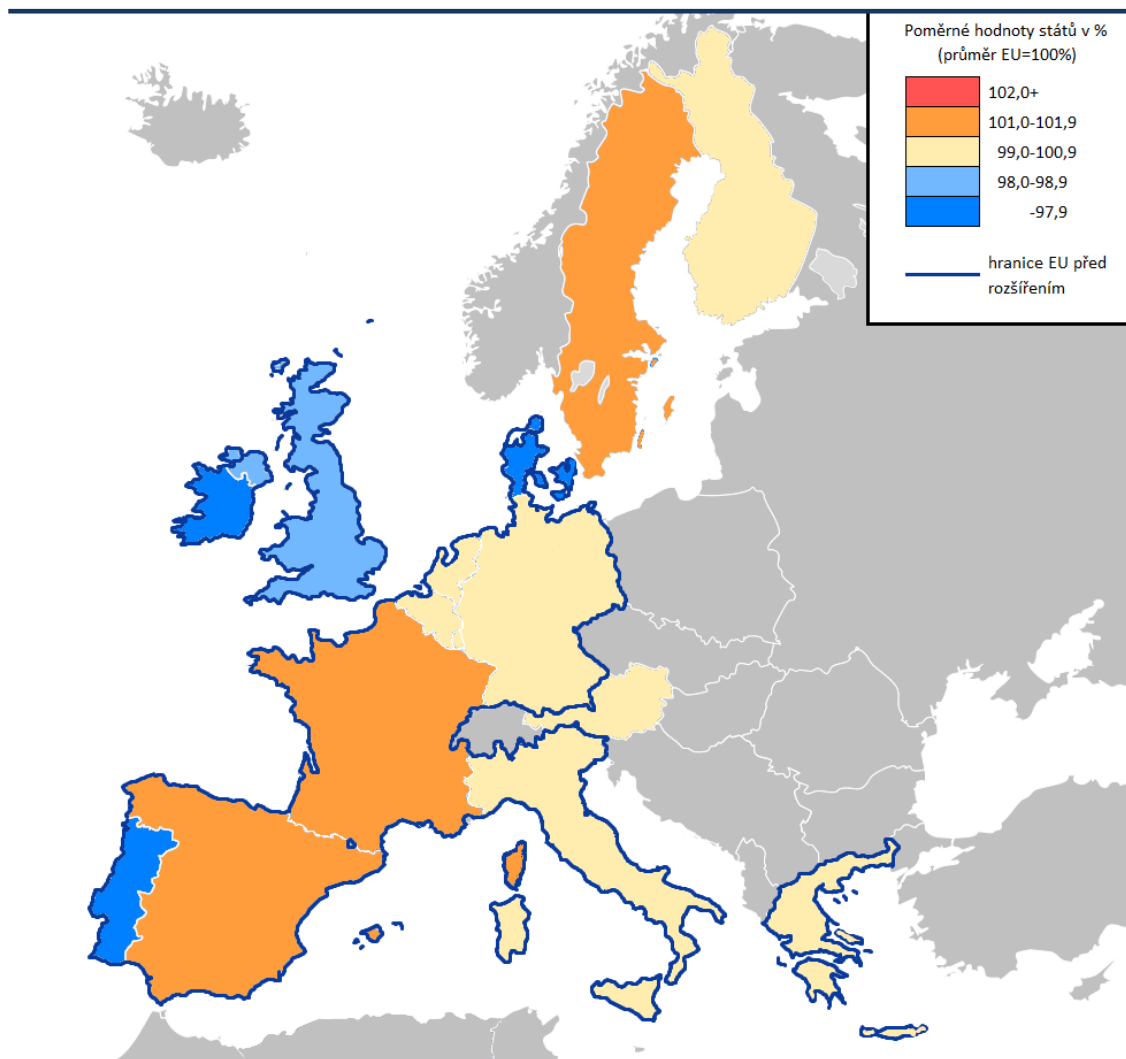 Poměrné hodnoty států v %
(průměr EU=100%)
102,0+
101,0-101,9
99,0-100,9
98,0-98,9
-97,9
hranice EU před
rozšířením